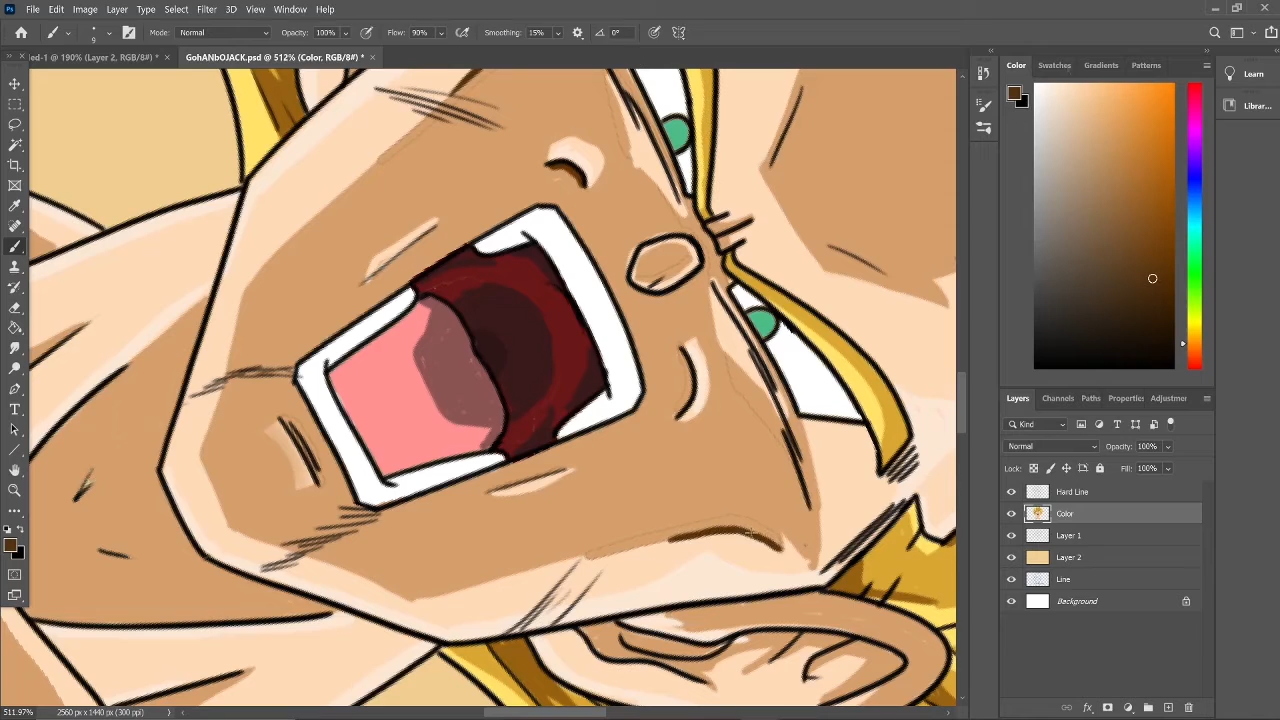 Ps File Edit Image Layer Type Select Filter 3D View Window Help
9 Mode: Normal Opacity: 100% Flow: 90% Smoothing: 15% 0°
led-1 @ 190% (Layer 2, RGB/8#) * × GohANbOJACK.psd @ 512% (Color, RGB/8#) * ×
Color Swatches Gradients Patterns
Learn
Librar...
Layers Channels Paths Properties Adjustmer
Kind
Normal Opacity: 100%
Lock: Fill: 100%
Hard Line
Color
Layer 1
Layer 2
Line
Background
fx
511.97% 2560 px x 1440 px (300 ppi)